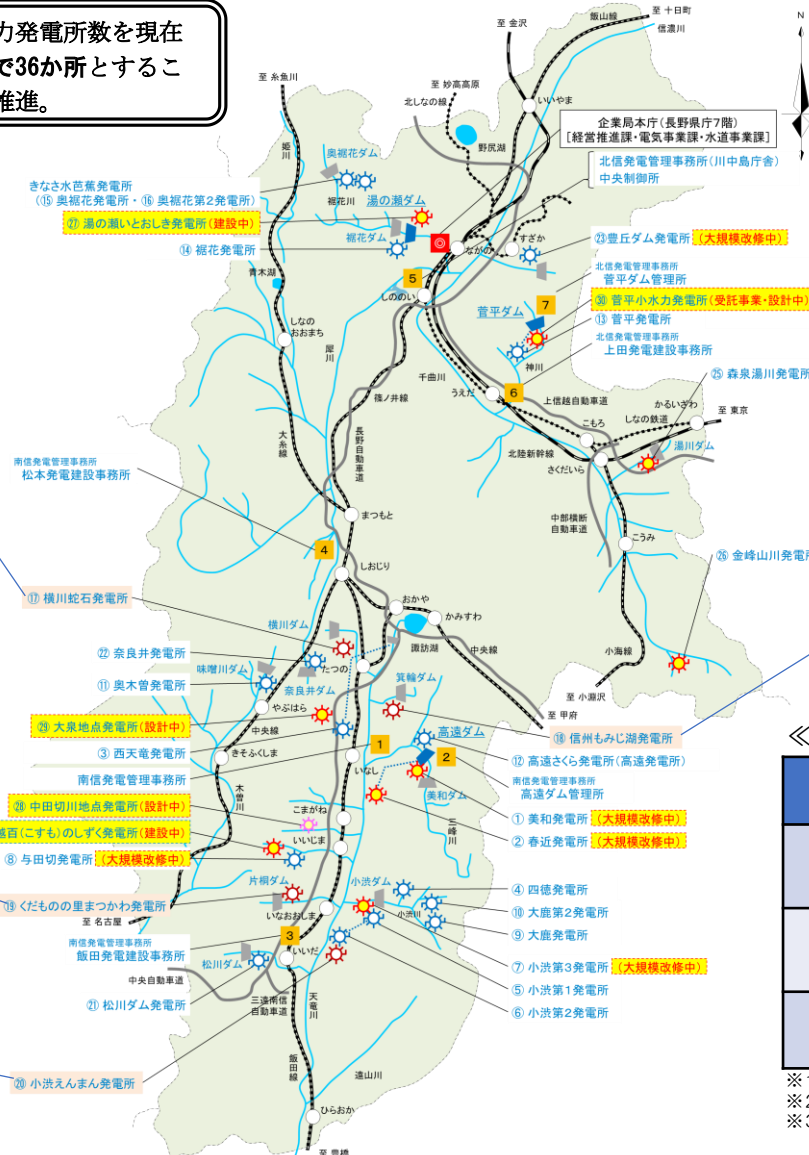 力発電所数を現在
で36か所とするこ
推進。
至 十日町
飯山線
信濃川
至 金沢
N
至 糸魚川
至 妙高高原
北しなの線
いいやま
企業局本庁(長野県庁7階)
[経営推進課・電気事業課・水道事業課]
姫川
野尻湖
奥裾花ダム
北信発電管理事務所(川中島庁舎)
中央制御所
きなさ水芭蕉発電所
(⑮ 奥裾花発電所・⑯ 奥裾花第2発電所)
裾花川
湯の瀬ダム
㉗ 湯の瀬いとおしき発電所(建設中)
裾花ダム
すざか
ながの
㉓豊丘ダム発電所(大規模改修中)
⑭ 裾花発電所
北信発電管理事務所
菅平ダム管理所
青木湖
5
しののい
7
㉚ 菅平小水力発電所(受託事業・設計中)
菅平ダム
⑬ 菅平発電所
しなの
おおまち
犀川
北信発電管理事務所
上田発電建設事務所
神川
千曲川
㉕ 森泉湯川発電所
うえだ
6
上信越自動車道
かるいざわ
篠ノ井線
しなの鉄道
至 東京
こもろ
大糸線
長野自動車道
北陸新幹線
湯川ダム
さくだいら
南信発電管理事務所
松本発電建設事務所
まつもと
中部横断
自動車道
こうみ
4
しおじり
㉖ 金峰山川発電所
⑰ 横川蛇石発電所
おかや
かみすわ
横川ダム
諏訪湖
中央線
小海線
㉒ 奈良井発電所
味噌川ダム
たつの
箕輪ダム
⑪ 奥木曽発電所
奈良井ダム
至 小淵沢
やぶはら
至 甲府
㉙ 大泉地点発電所(設計中)
中央線
高遠ダム
⑱ 信州もみじ湖発電所
≪
③ 西天竜発電所
きそふくしま
1
⑫ 高遠さくら発電所(高遠発電所)
南信発電管理事務所
いなし
2
南信発電管理事務所
高遠ダム管理所
木曽川
こまがね
美和ダム
㉘ 中田切川地点発電所(設計中)
① 美和発電所(大規模改修中)
三峰川
越百(こすも)のしずく発電所(建設中)
いいじま
② 春近発電所(大規模改修中)
⑧ 与田切発電所(大規模改修中)
片桐ダム
小渋ダム
④ 四徳発電所
⑲ くだものの里まつかわ発電所
いなおおしま
小渋川
⑩ 大鹿第2発電所
至 名古屋
⑨ 大鹿発電所
南信発電管理事務所
飯田発電建設事務所
3
いいだ
⑦ 小渋第3発電所(大規模改修中)
中央自動車道
松川ダム
⑤ 小渋第1発電所
㉑ 松川ダム発電所
三遠南信
自動車道
天竜川
⑥ 小渋第2発電所
飯田線
遠山川
⑳ 小渋えんまん発電所
※1
※2
※3
ひらおか
至 豊橋